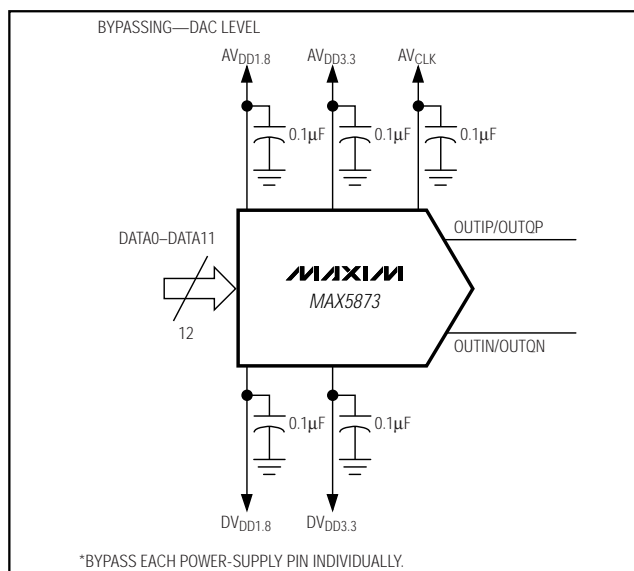 BYPASSING—DAC LEVEL
AVDD1.8 AVDD3.3 AVCLK
0.1μF 0.1μF 0.1μF
DATA0–DATA11
12
MAXIM
MAX5873
OUTIP/OUTQP
OUTIN/OUTQN
0.1μF 0.1μF
DVDD1.8 DVDD3.3
*BYPASS EACH POWER-SUPPLY PIN INDIVIDUALLY.